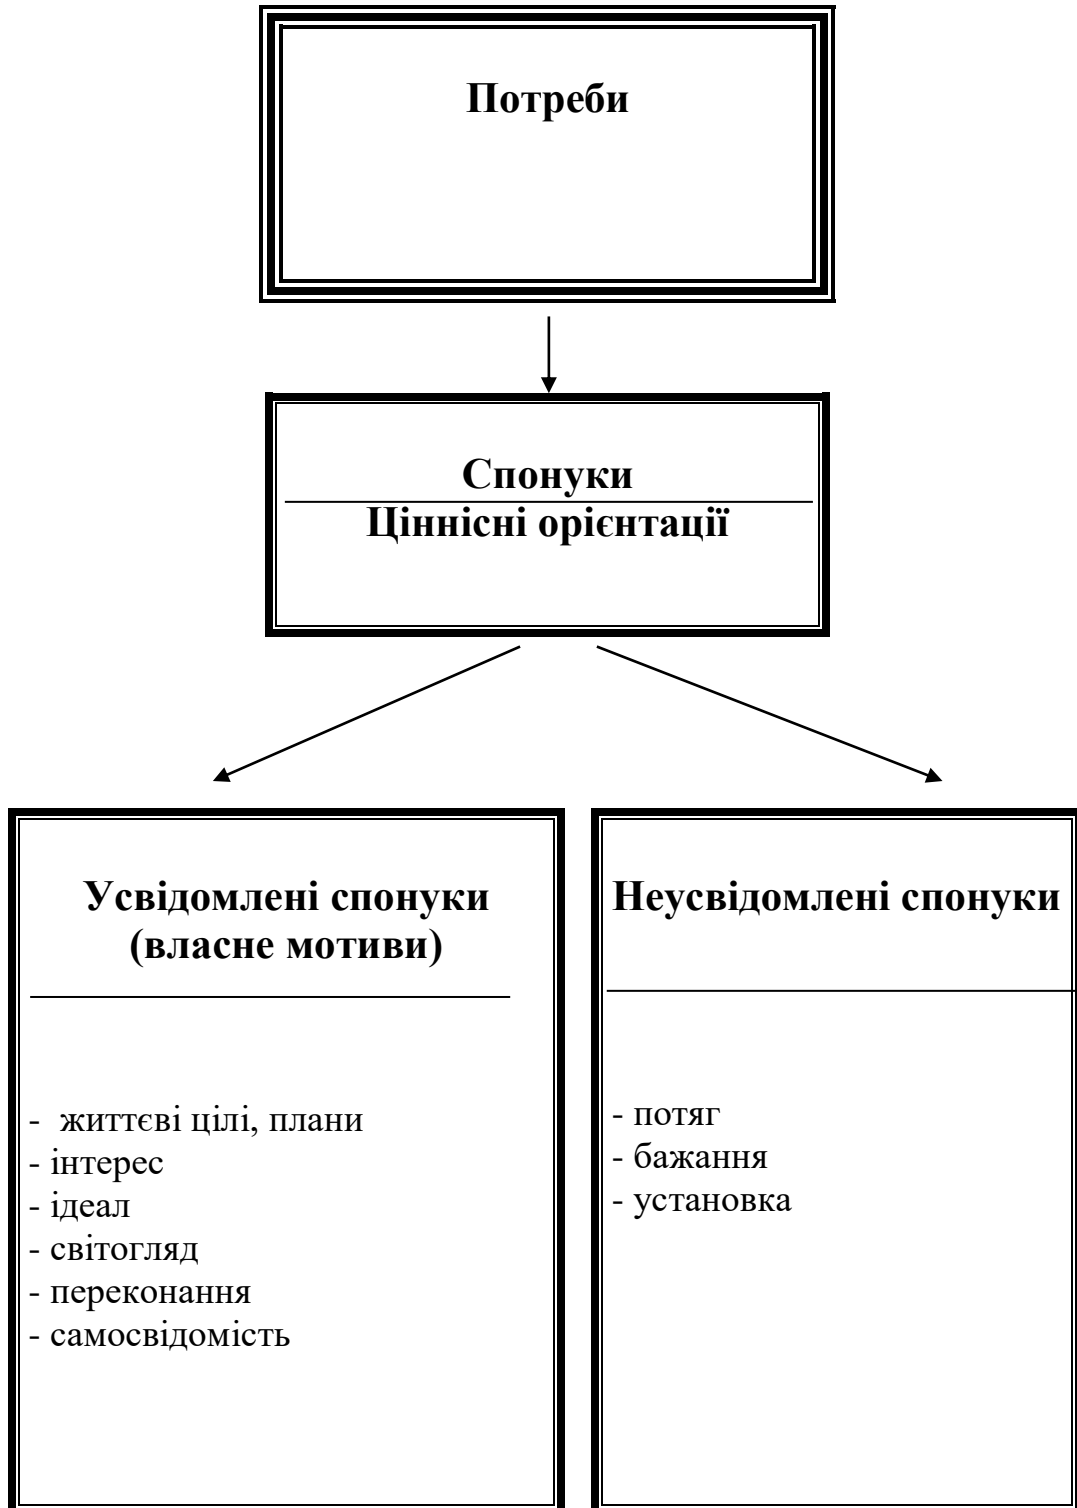 Потреби
Спонуки
Ціннісні орієнтації
Усвідомлені спонуки
(власне мотиви)
- життєві цілі, плани
- інтерес
- ідеал
- світогляд
- переконання
- самосвідомість
Неусвідомлені спонуки
- потяг
- бажання
- установка